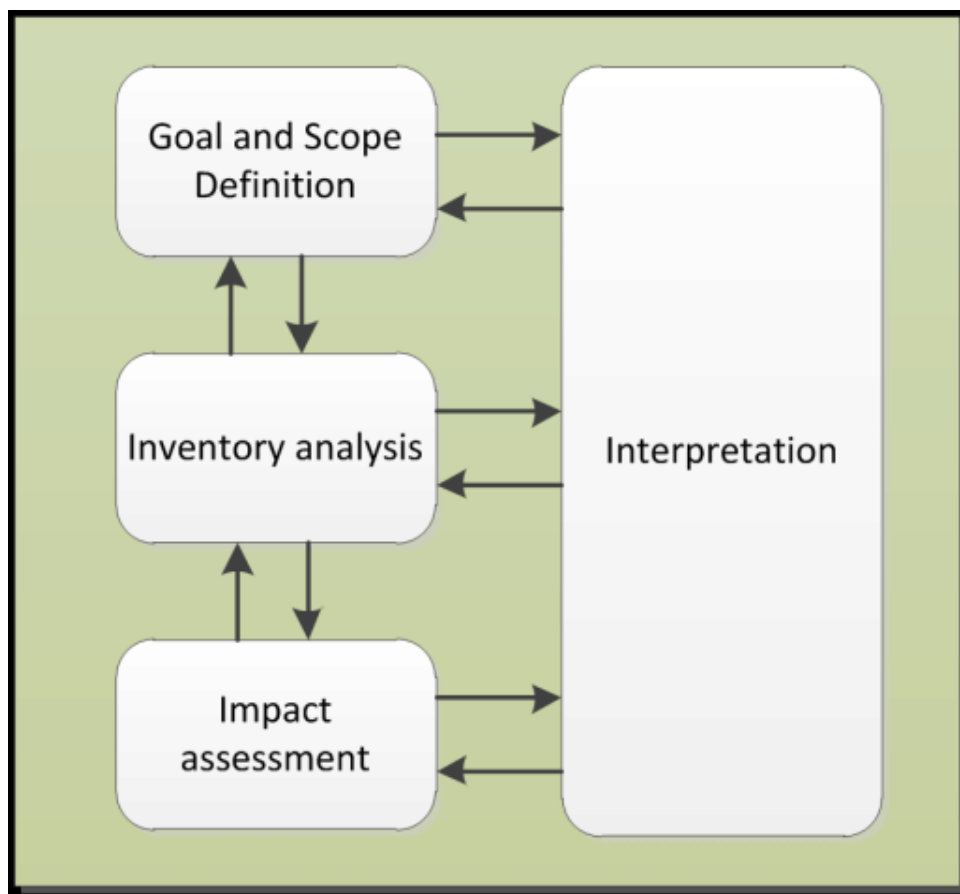 Goal and Scope
Definition
Inventory analysis
Interpretation
Impact
assessment